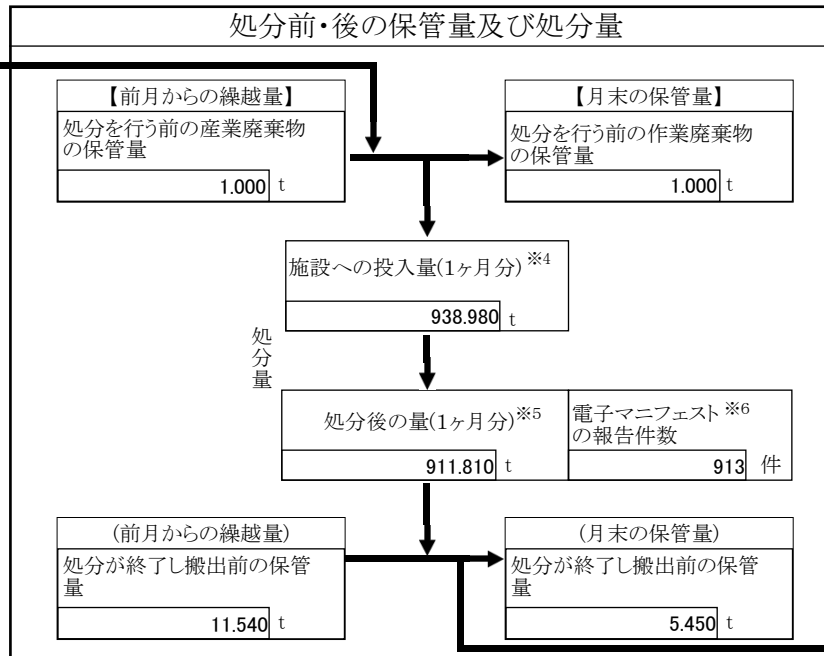 処分前・後の保管量及び処分量
【前月からの繰越量】
処分を行う前の産業廃棄物
の保管量
1.000 t
【月末の保管量】
処分を行う前の作業廃棄物
の保管量
1.000 t
施設への投入量(1ヶ月分)※4
938.980 t
処分量
処分後の量(1ヶ月分)※5
911.810 t
電子マニフェスト※6
の報告件数
913 件
(前月からの繰越量)
処分が終了し搬出前の保管
量
11.540 t
(月末の保管量)
処分が終了し搬出前の保管
量
5.450 t